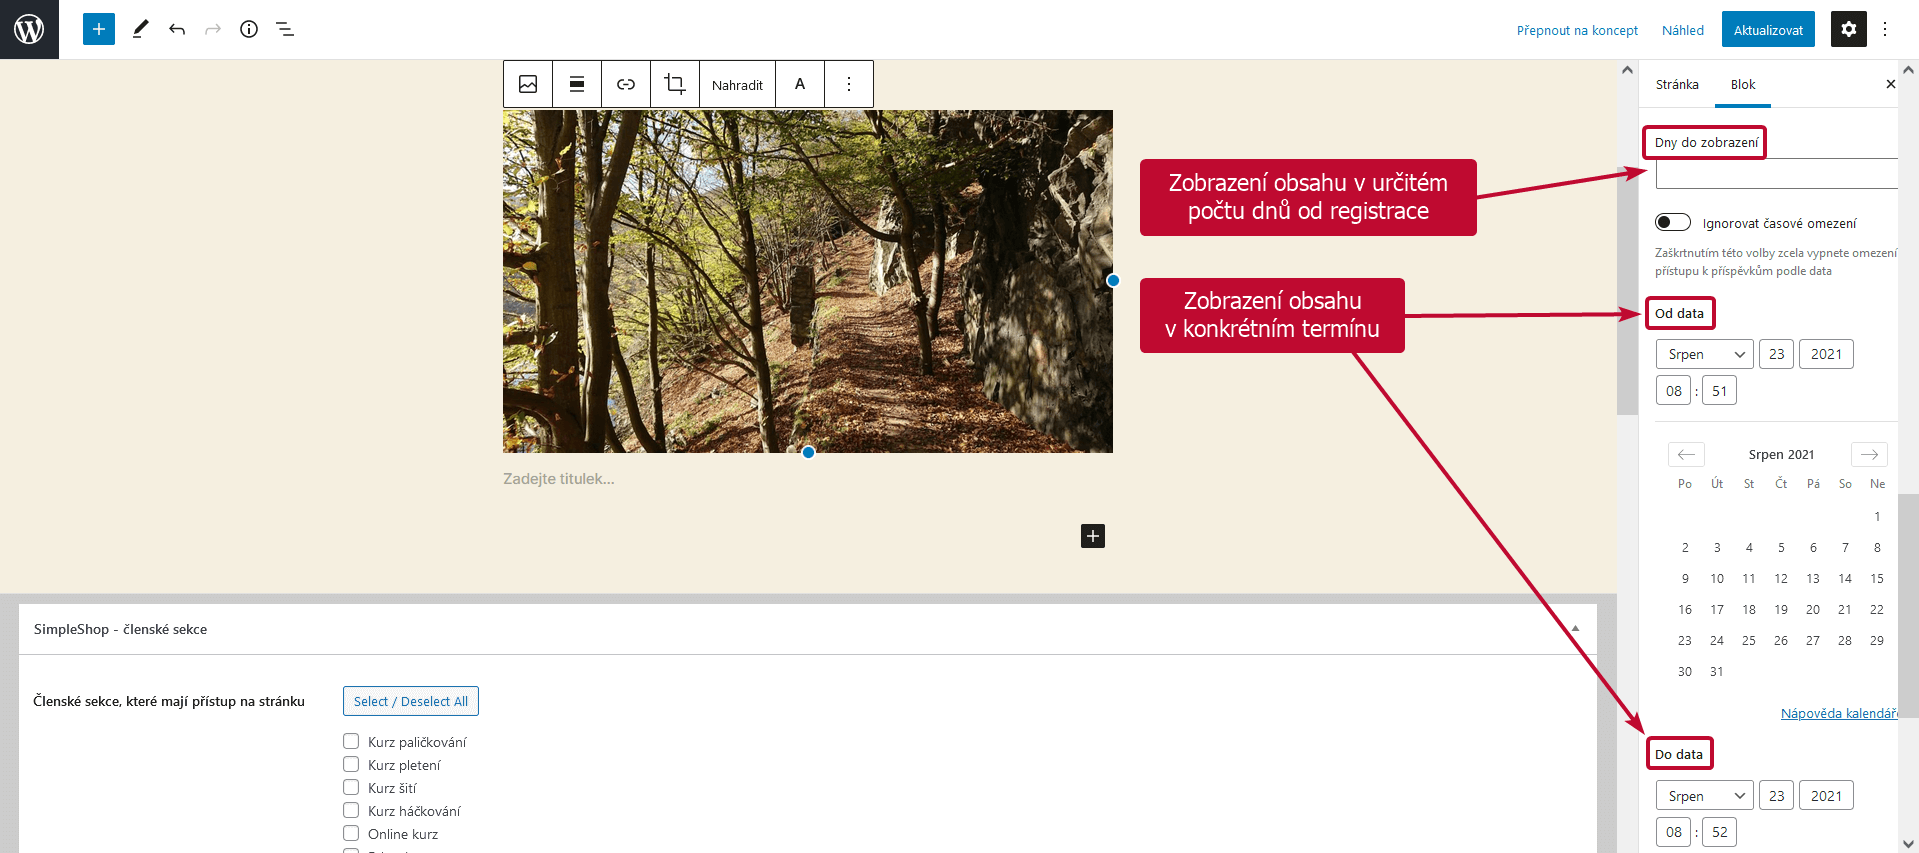 Přepnout na koncept
Náhled
Aktualizovat
Nahradit
A
Stránka
Blok
Dny do zobrazení
Zobrazení obsahu v určitém
počtu dnů od registrace
Ignorovat časové omezení
Zaškrtnutím této volby zcela vypnete omezení
přístupu k příspěvkům podle data
Zobrazení obsahu
v konkrétním termínu
Od data
Srpen 23 2021
08 : 51
Srpen 2021
Po Út St Čt Pá So Ne
1
2 3 4 5 6 7 8
9 10 11 12 13 14 15
16 17 18 19 20 21 22
23 24 25 26 27 28 29
30 31
Nápověda kalendáře
Do data
Srpen 23 2021
08 : 52
Zadejte titulek...
SimpleShop - členské sekce
Členské sekce, které mají přístup na stránku
Select / Deselect All
Kurz paličkování
Kurz pletení
Kurz šití
Kurz háčkování
Online kurz